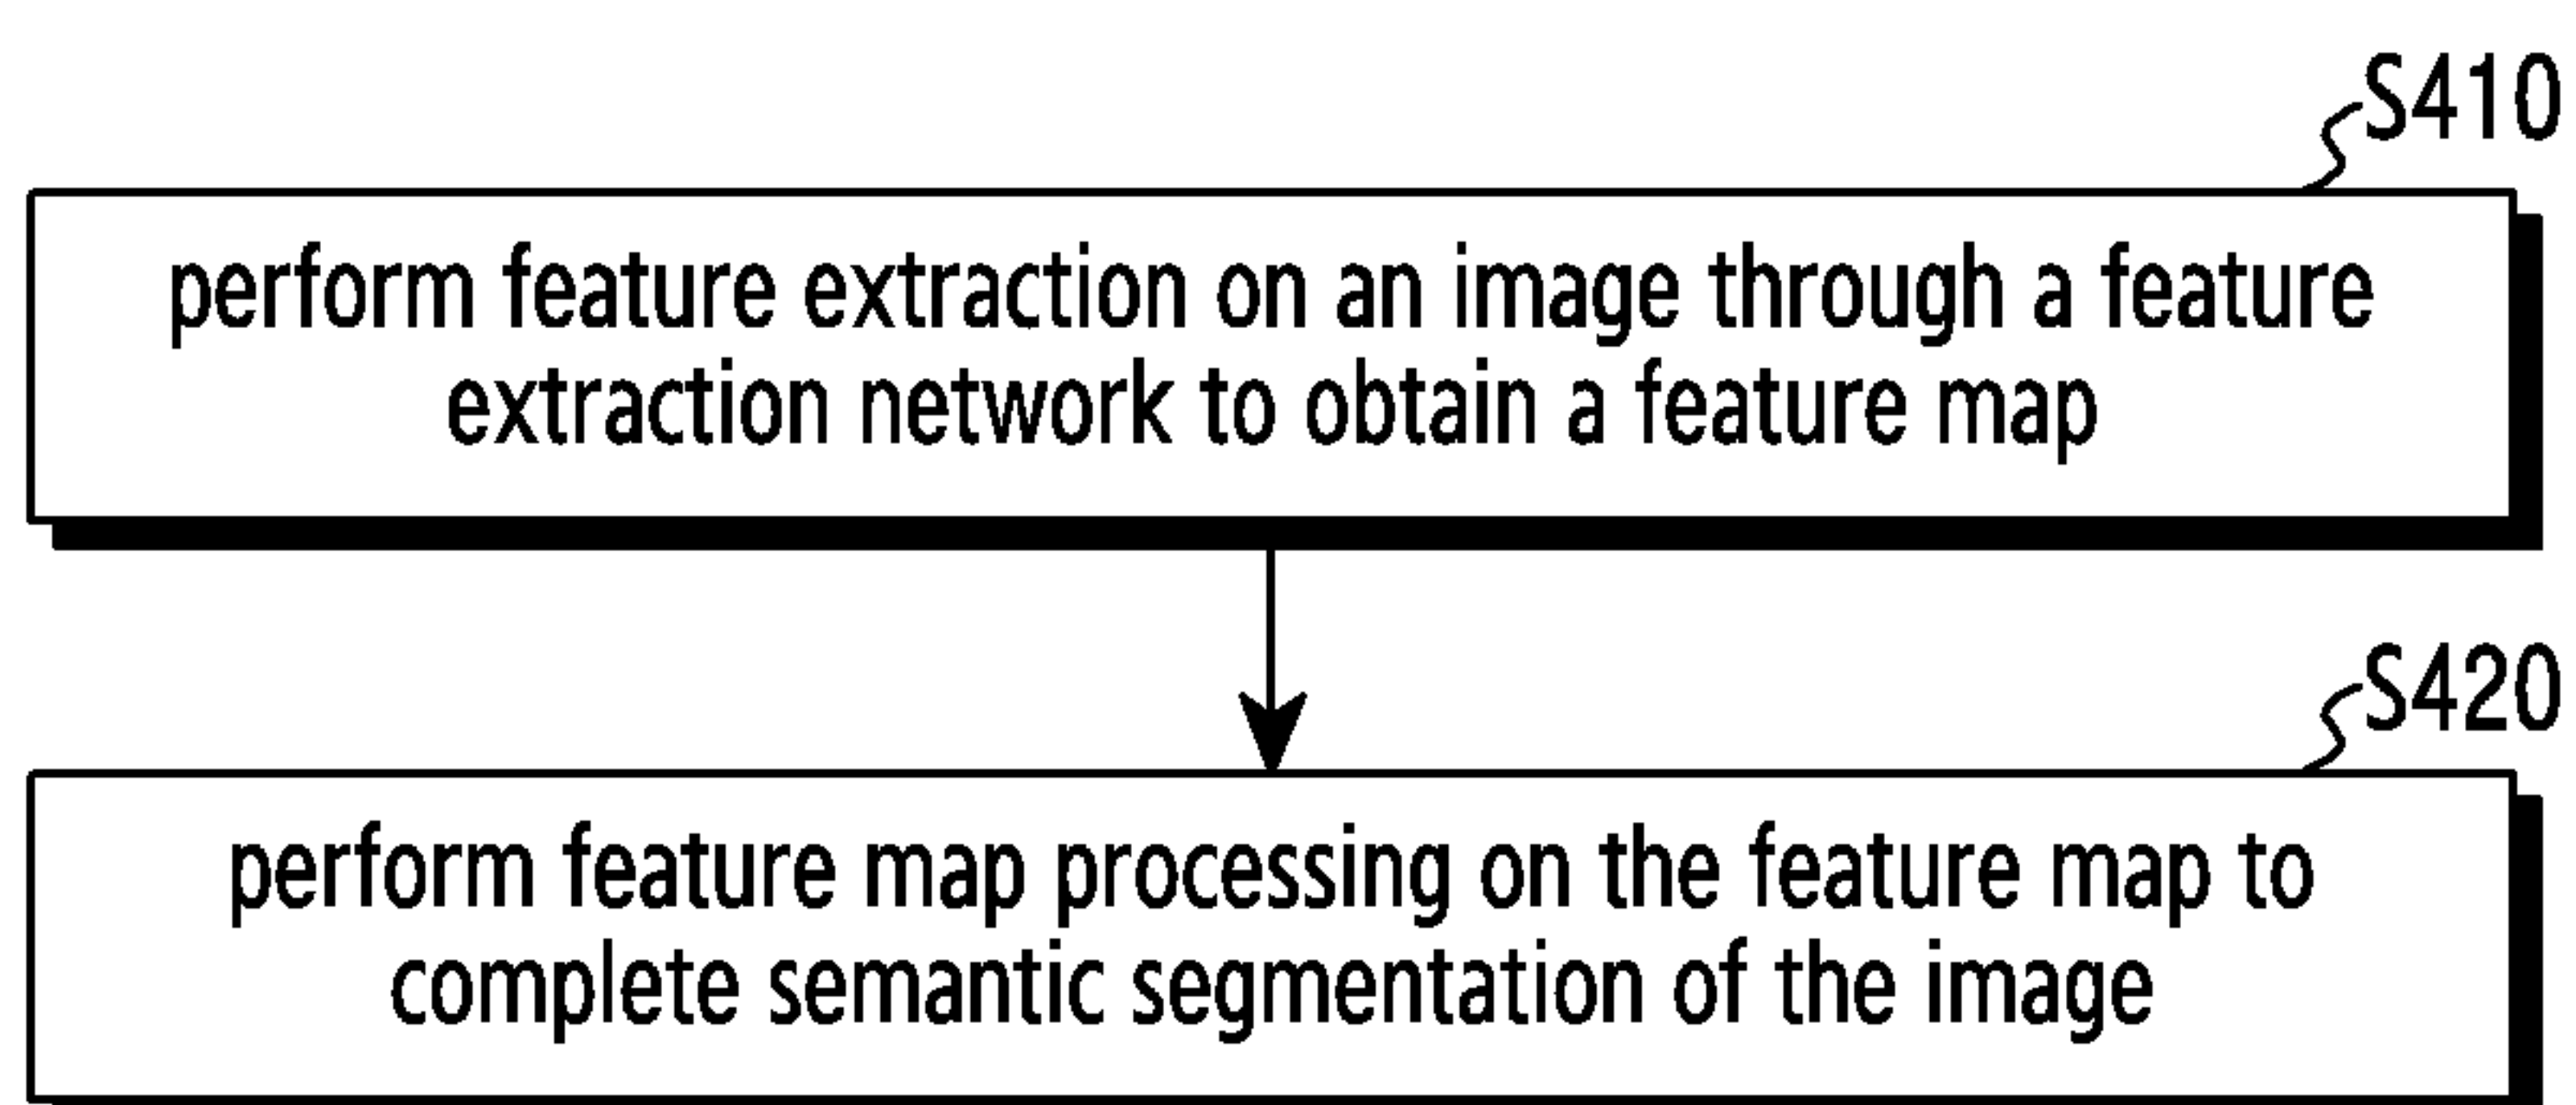 S410
perform feature extraction on an image through a feature
extraction network to obtain a feature map
S420
perform feature map processing on the feature map to
complete semantic segmentation of the image